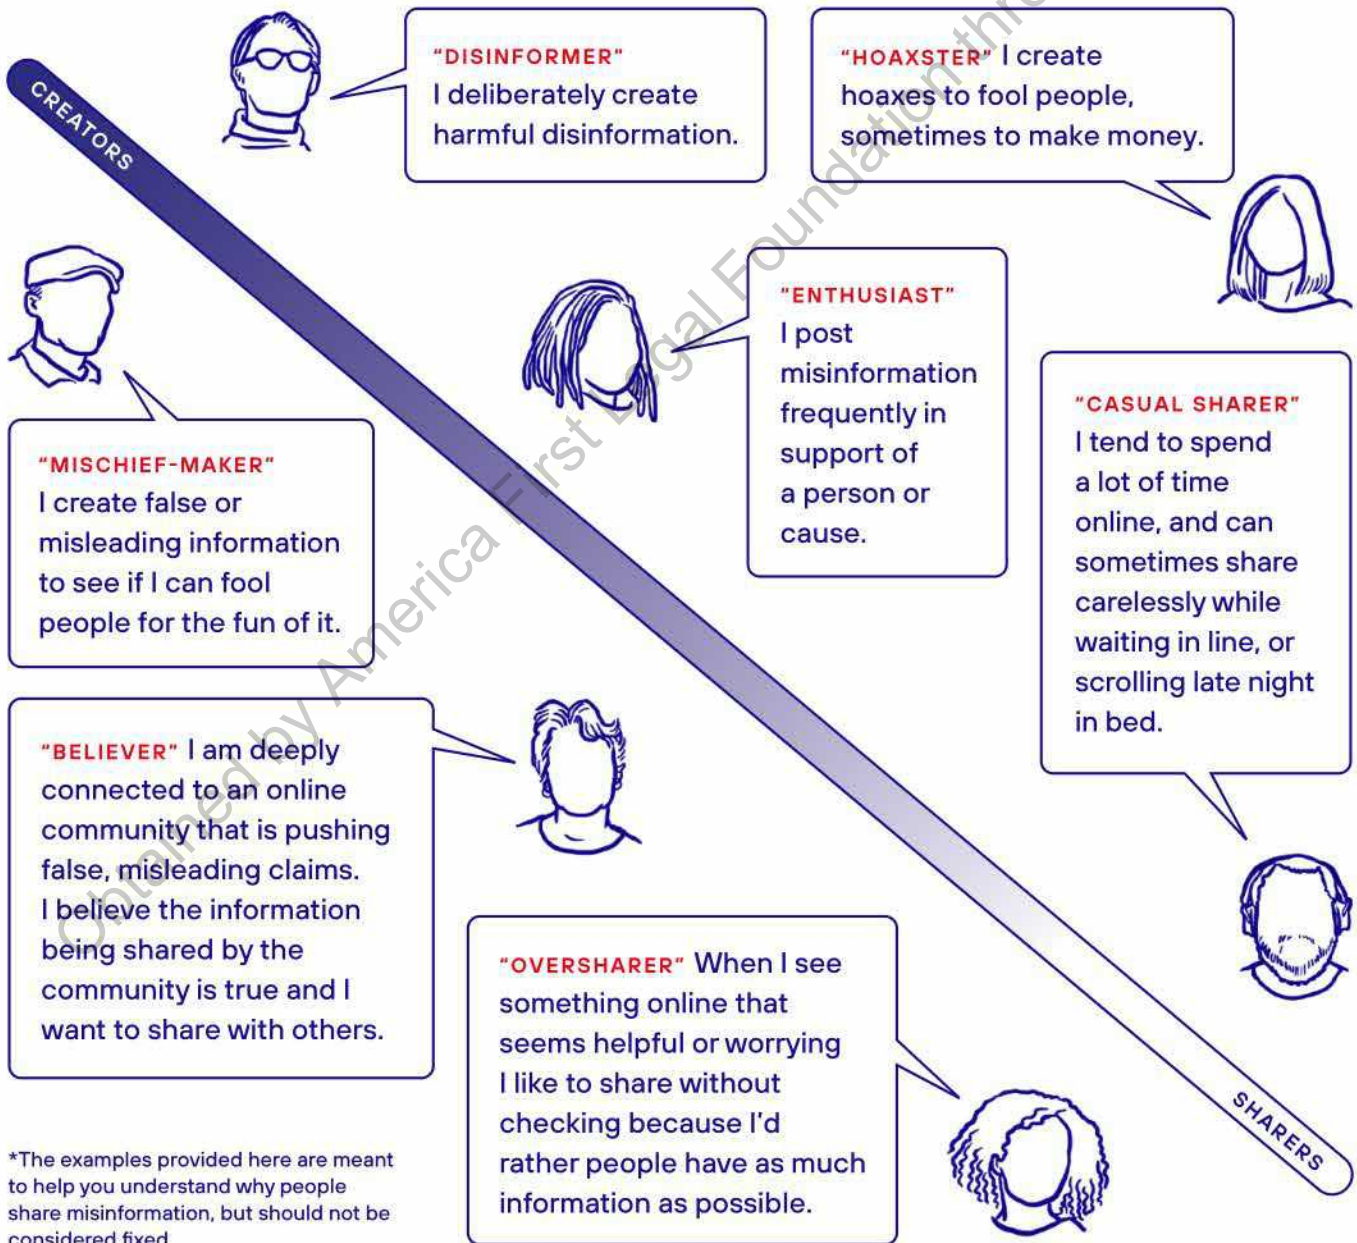 CREATORS
"DISINFORMER"
I deliberately create
harmful disinformation.
"HOAXSTER" I create
hoaxes to fool people,
sometimes to make money.
"MISCHIEF-MAKER"
I create false or
misleading information
to see if I can fool
people for the fun of it.
"ENTHUSIAST"
I post
misinformation
frequently in
support of
a person or
cause.
"CASUAL SHARER"
I tend to spend
a lot of time
online, and can
sometimes share
carelessly while
waiting in line, or
scrolling late night
in bed.
"BELIEVER" I am deeply
connected to an online
community that is pushing
false, misleading claims.
I believe the information
being shared by the
community is true and I
want to share with others.
"OVERSHARER" When I see
something online that
seems helpful or worrying
I like to share without
checking because I'd
rather people have as much
information as possible.
SHARERS
*The examples provided here are meant
to help you understand why people
share misinformation, but should not be
considered fixed
Obtained by America First Legal Foundation